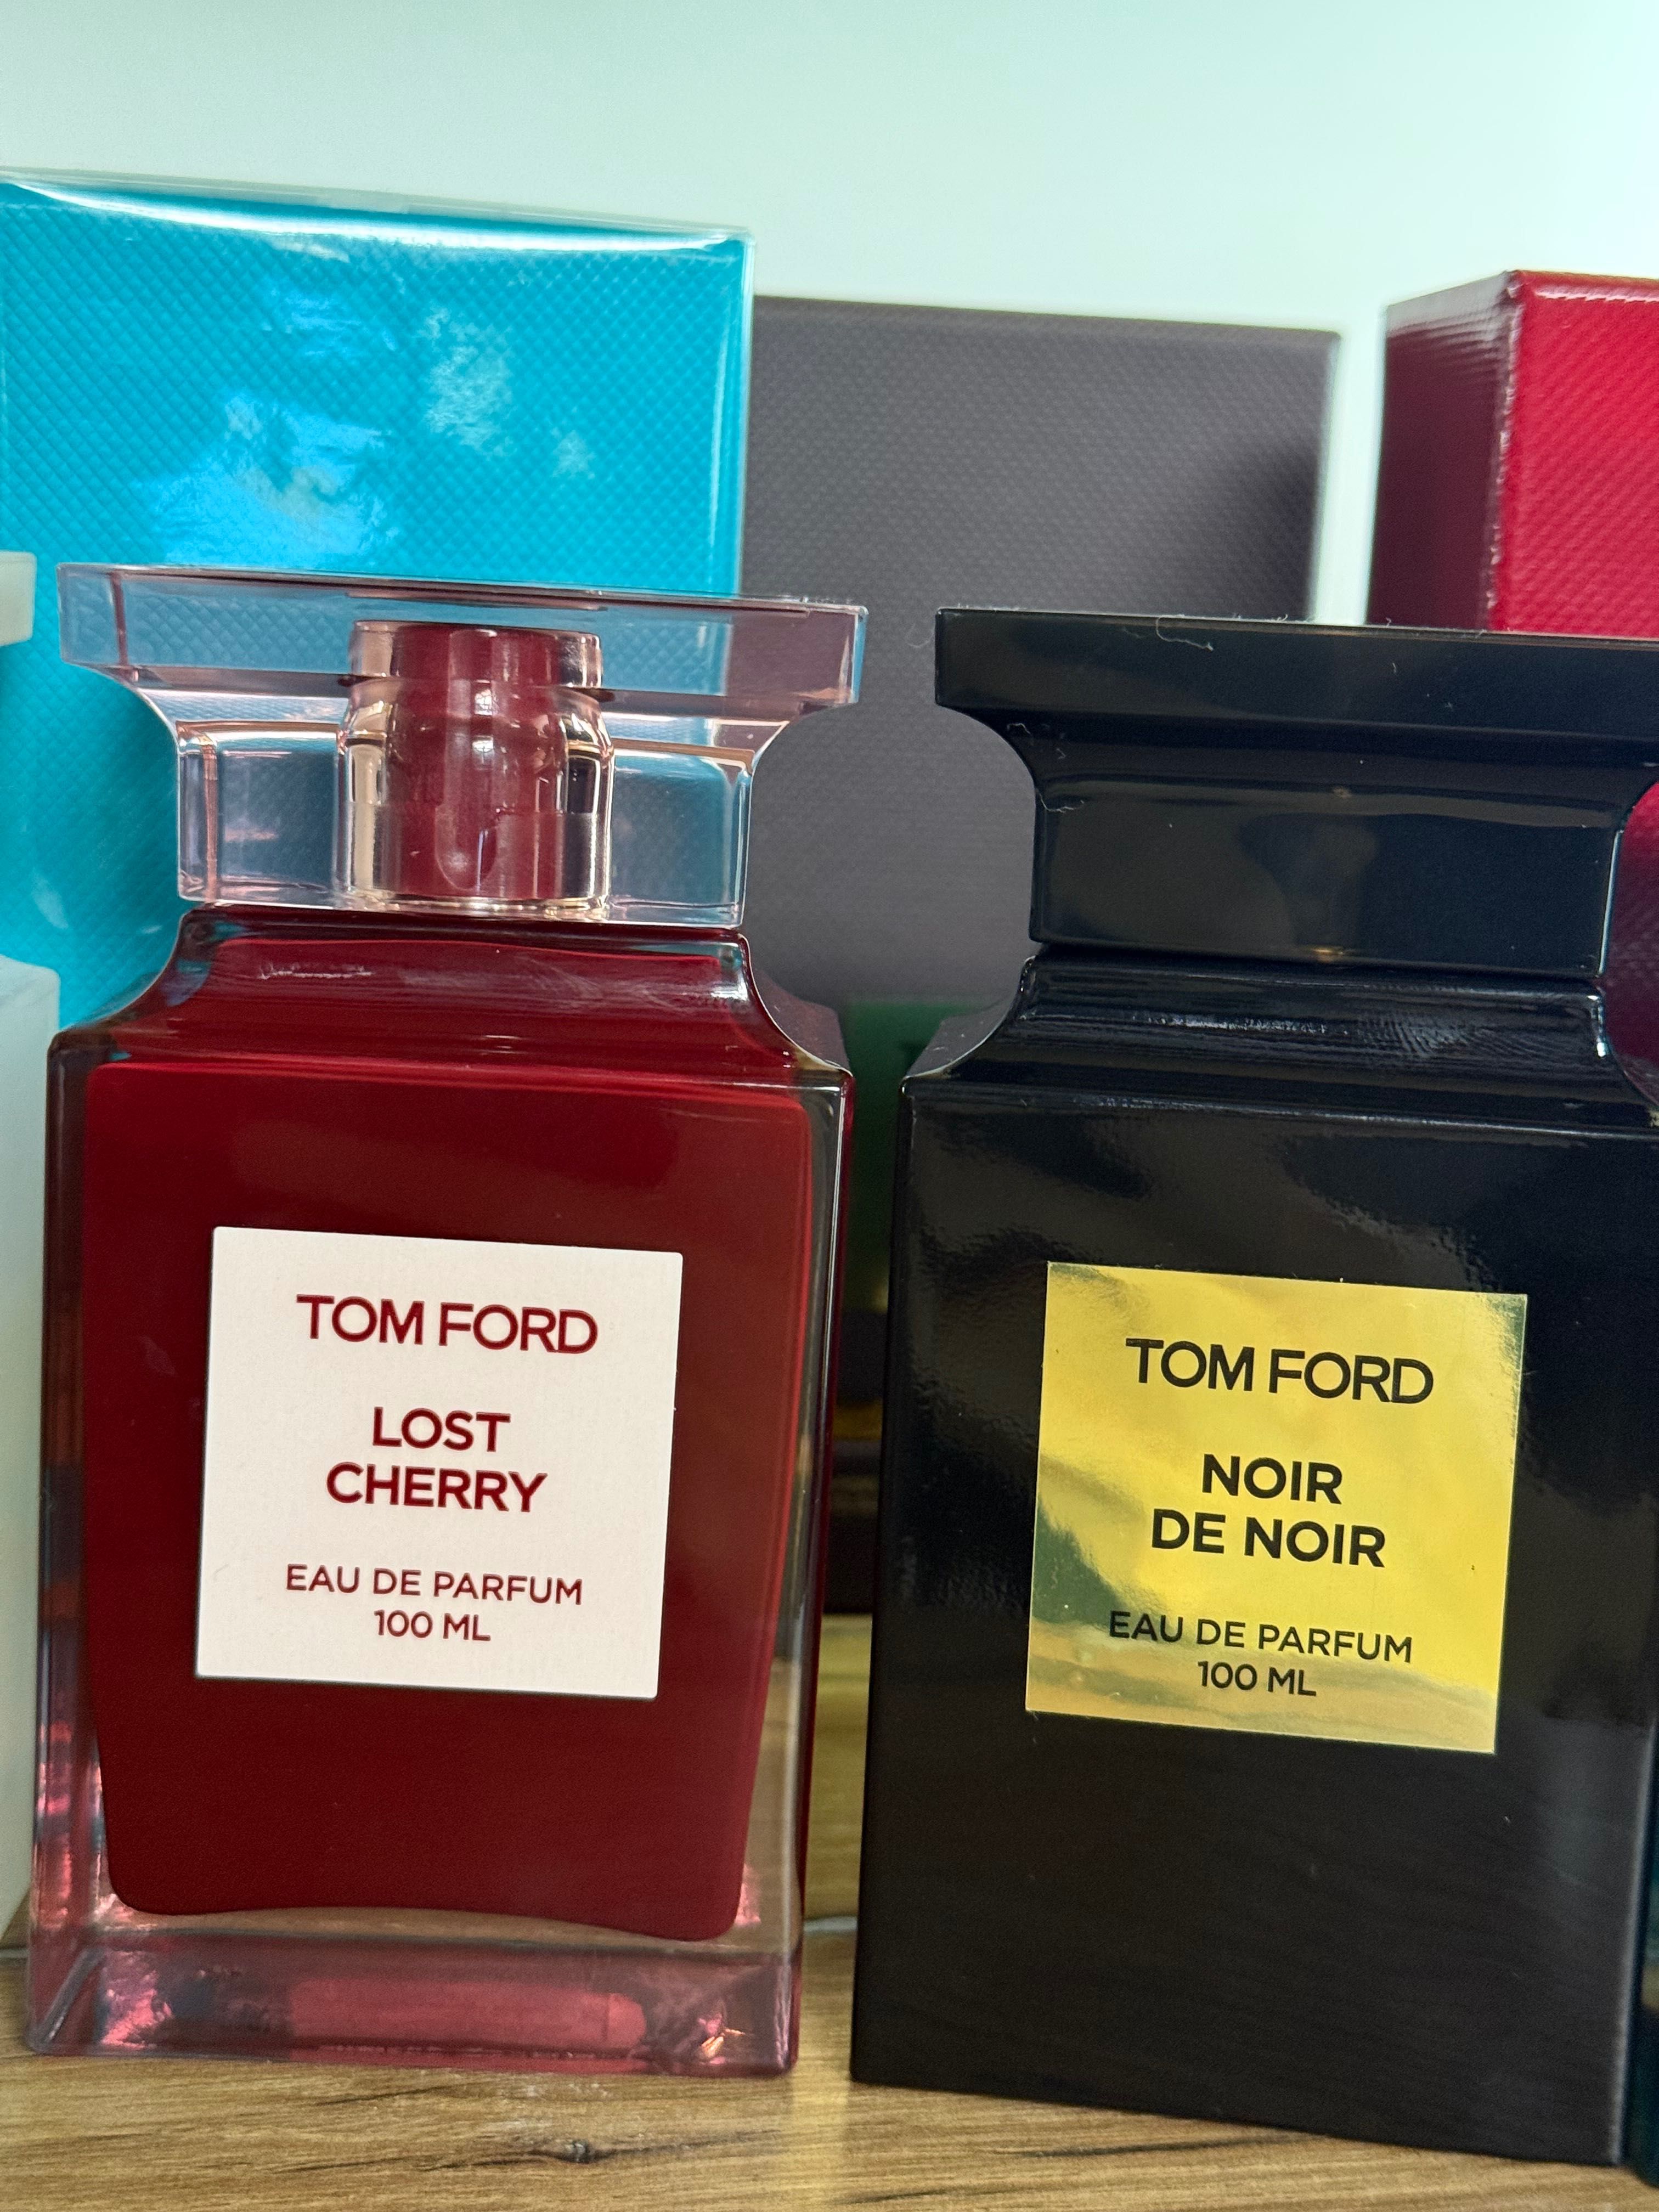 TOM FORD
LOST
CHERRY
EAU DE PARFUM
100 ML
TOM FORD
NOIR
DE NOIR
EAU DE PARFUM
100 ML